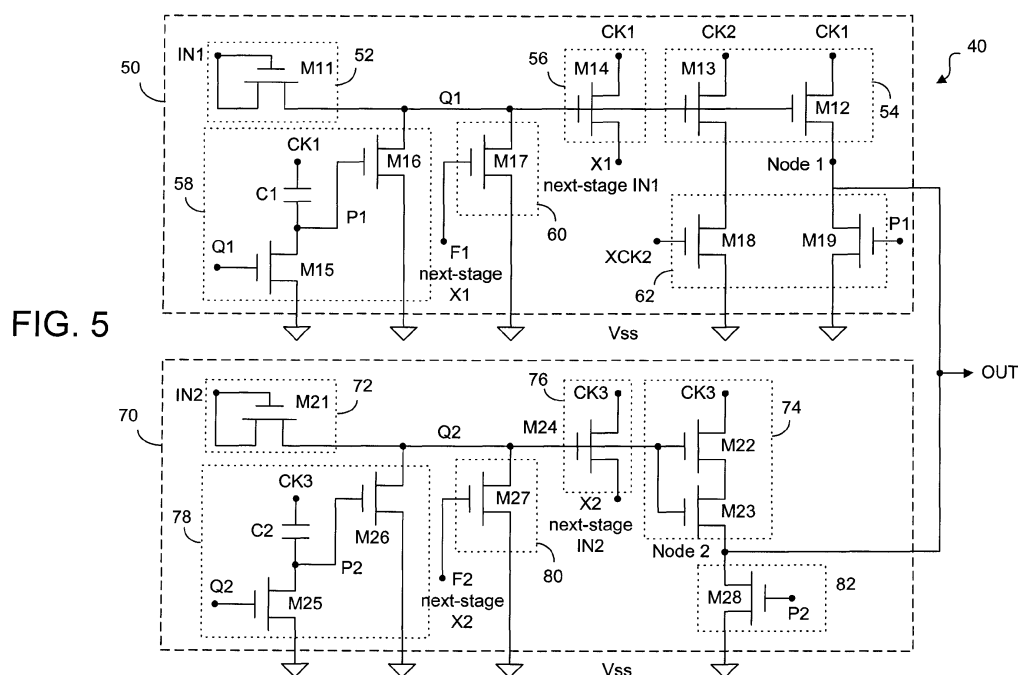 CK1
CK2
CK1
40
IN1
M11
52
56
M14
M13
50
54
M12
Q1
X1
next-stage IN1
Node 1
58
CK1
C1
P1
M16
M17
60
Q1
M15
F1
next-stage
X1
XCK2
M18
M19
P1
62
FIG. 5
Vss
OUT
IN2
M21
72
76
CK3
CK3
74
70
M24
M22
Q2
X2
next-stage
IN2
M23
Node 2
78
CK3
C2
P2
M26
M27
80
Q2
M25
F2
next-stage
X2
M28
P2
82
Vss